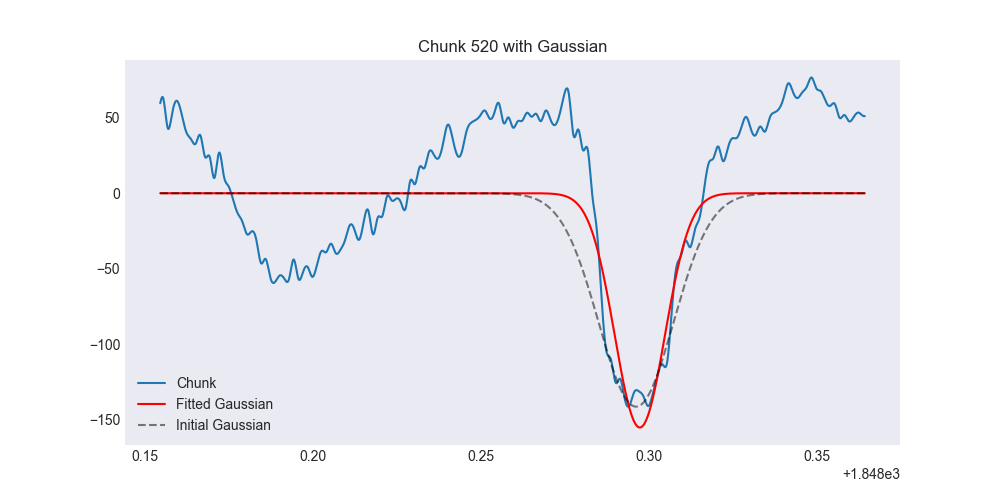 Chunk 520 with Gaussian
50
0
−50
−100
−150
Chunk
Fitted Gaussian
Initial Gaussian
0.15 0.20 0.25 0.30 0.35
+1.848e3